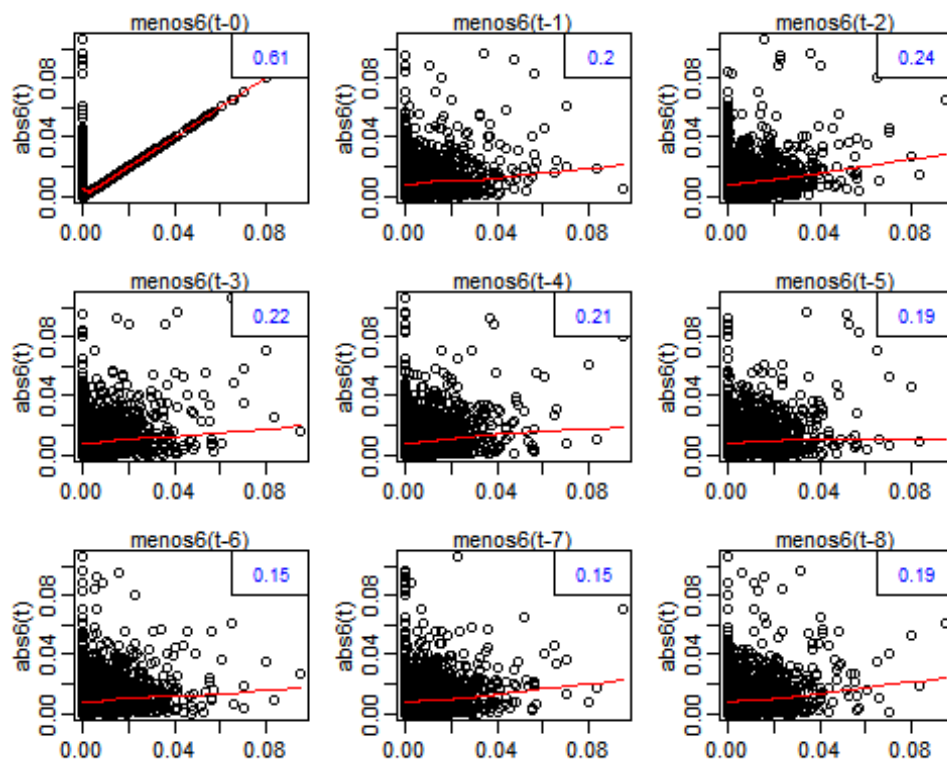 menos6(t-0) menos6(t-1) menos6(t-2)
0.61 0.2 0.24
abs6(t) 0.00 0.04 0.08 abs6(t) 0.00 0.04 0.08 abs6(t) 0.00 0.04 0.08
0.00 0.04 0.08 0.00 0.04 0.08 0.00 0.04 0.08
menos6(t-3) menos6(t-4) menos6(t-5)
0.22 0.21 0.19
abs6(t) 0.00 0.04 0.08 abs6(t) 0.00 0.04 0.08 abs6(t) 0.00 0.04 0.08
0.00 0.04 0.08 0.00 0.04 0.08 0.00 0.04 0.08
menos6(t-6) menos6(t-7) menos6(t-8)
0.15 0.15 0.19
abs6(t) 0.00 0.04 0.08 abs6(t) 0.00 0.04 0.08 abs6(t) 0.00 0.04 0.08
0.00 0.04 0.08 0.00 0.04 0.08 0.00 0.04 0.08